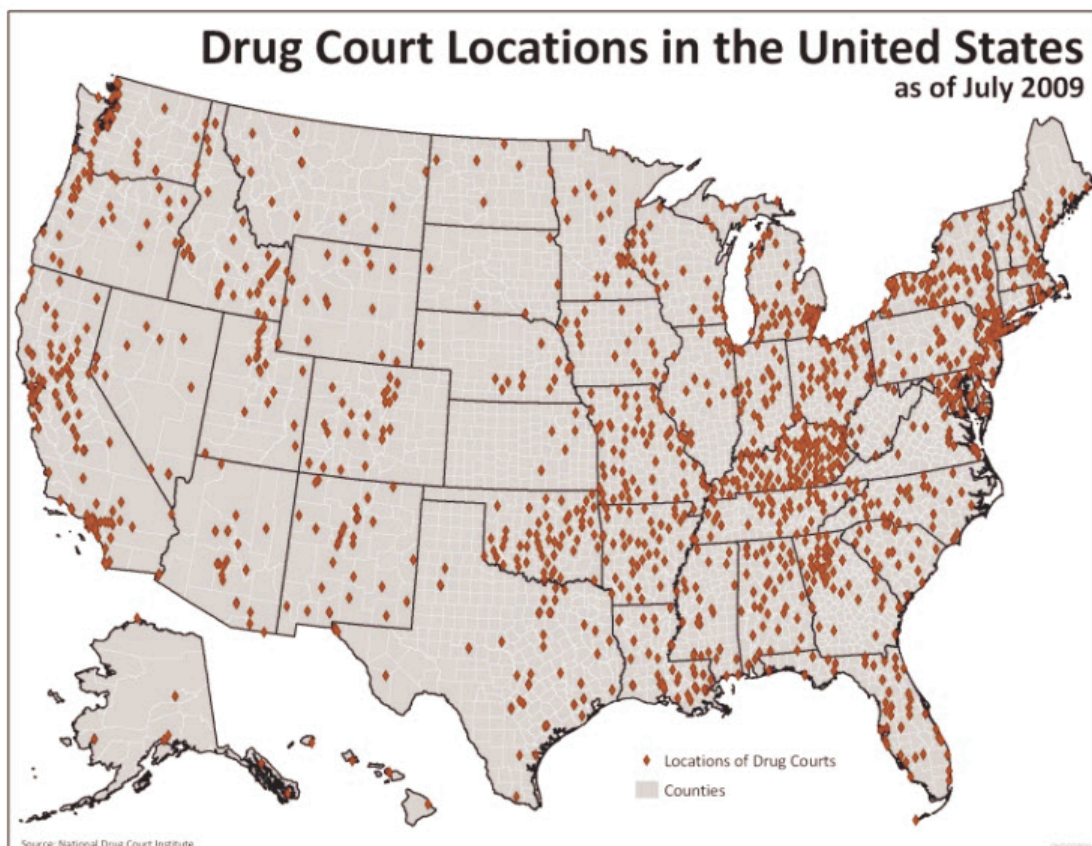 Drug Court Locations in the United States
as of July 2009
Locations of Drug Courts
Counties
Source: National Drug Court Institute